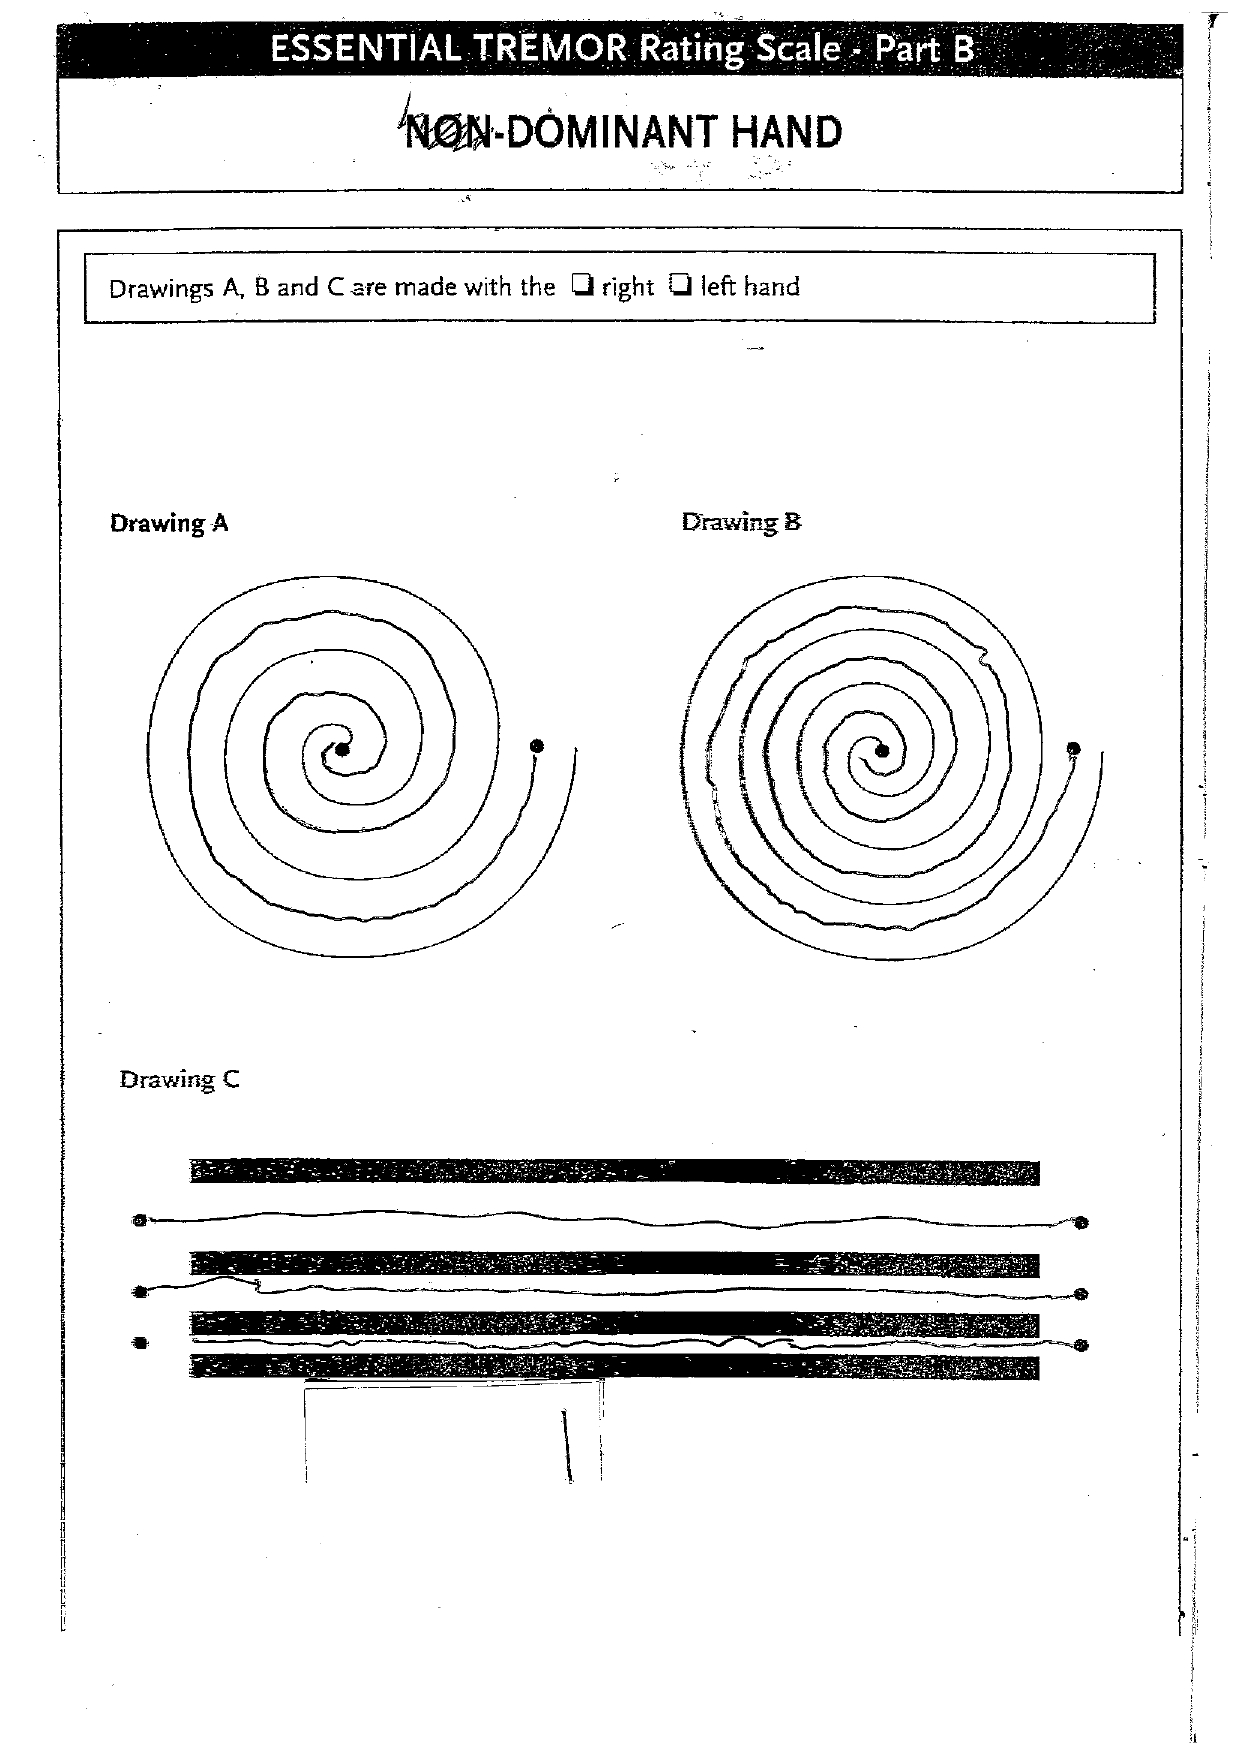 ESSENTIAL TREMOR Rating Scale - Part B
NON-DOMINANT HAND
Drawings A, B and C are made with the ❏ right ❏ left hand
Drawing A
Drawing B
Drawing C